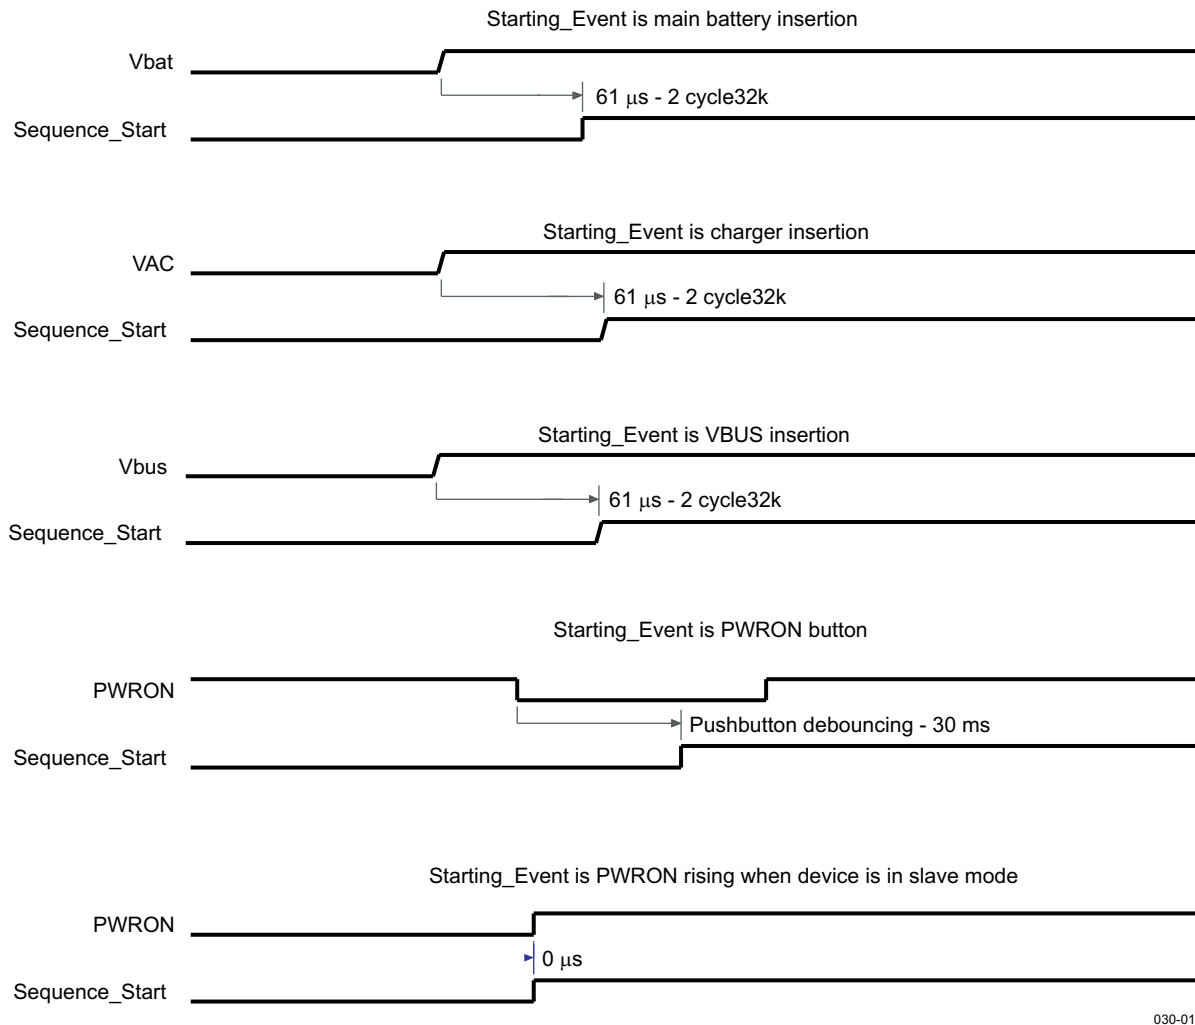 Starting_Event is main battery insertion
Vbat
61 μs - 2 cycle32k
Sequence_Start
Starting_Event is charger insertion
VAC
61 μs - 2 cycle32k
Sequence_Start
Starting_Event is VBUS insertion
Vbus
61 μs - 2 cycle32k
Sequence_Start
Starting_Event is PWRON button
PWRON
Pushbutton debouncing - 30 ms
Sequence_Start
Starting_Event is PWRON rising when device is in slave mode
PWRON
0 μs
Sequence_Start
030-01